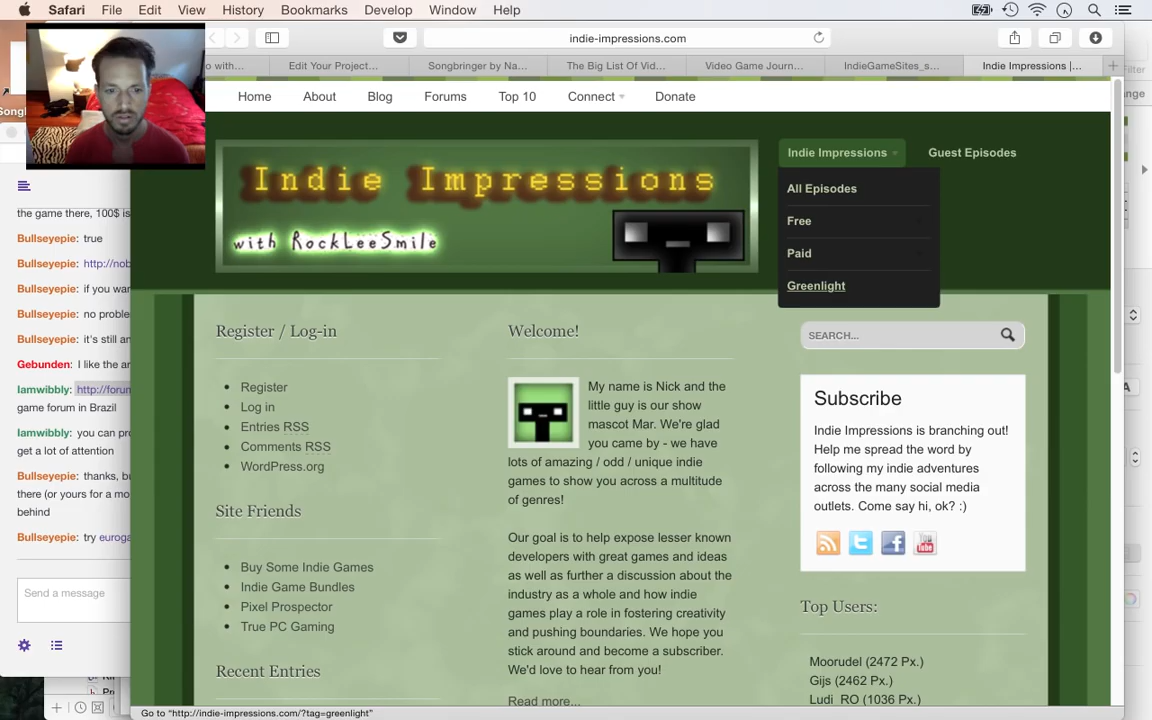 Safari File Edit View History Bookmarks Develop Window Help
indie-impressions.com
o with... Edit Your Project... Songbringer by Na... The Big List Of Vid... Video Game Journ... IndieGameSites_s... Indie Impressions |...
Home About Blog Forums Top 10 Connect Donate
Indie Impressions
with RockLeeSmile
Indie Impressions Guest Episodes
All Episodes
Free
Paid
Greenlight
the game there, 100$ is
Bullseyepie: true
Bullseyepie: http://nob
Bullseyepie: if you wan
Bullseyepie: no proble
Bullseyepie: it's still an
Gebunden: I like the ar
Iamwibbly: http://forum
game forum in Brazil
Iamwibbly: you can pro
get a lot of attention
Bullseyepie: thanks, bu
there (or yours for a mo
behind
Bullseyepie: try euroga
Send a message
Register / Log-in
Register
Log in
Entries RSS
Comments RSS
WordPress.org
Site Friends
Buy Some Indie Games
Indie Game Bundles
Pixel Prospector
True PC Gaming
Recent Entries
Welcome!
My name is Nick and the
little guy is our show
mascot Mar. We're glad
you came by - we have
lots of amazing / odd / unique indie
games to show you across a multitude
of genres!
Our goal is to help expose lesser known
developers with great games and ideas
as well as further a discussion about the
industry as a whole and how indie
games play a role in fostering creativity
and pushing boundaries. We hope you
stick around and become a subscriber.
We'd love to hear from you!
Read more...
SEARCH...
Subscribe
Indie Impressions is branching out!
Help me spread the word by
following my indie adventures
across the many social media
outlets. Come say hi, ok? :)
You Tube
Top Users:
Moorudel (2472 Px.)
Gijs (2462 Px.)
Ludi_RO (1036 Px.)
Go to "http://indie-impressions.com/?tag=greenlight"